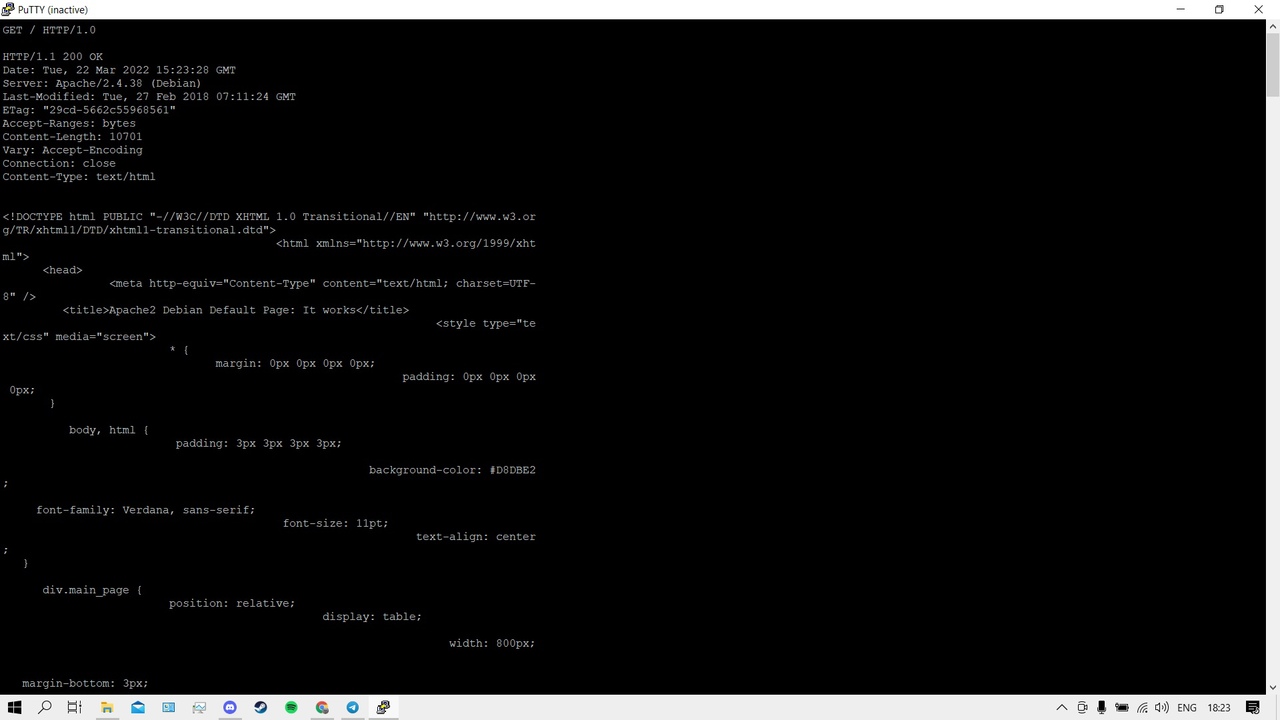 PuTTY (inactive)
GET / HTTP/1.0
HTTP/1.1 200 OK
Date: Tue, 22 Mar 2022 15:23:28 GMT
Server: Apache/2.4.38 (Debian)
Last-Modified: Tue, 27 Feb 2018 07:11:24 GMT
ETag: "29cd-5662c55968561"
Accept-Ranges: bytes
Content-Length: 10701
Vary: Accept-Encoding
Connection: close
Content-Type: text/html
<!DOCTYPE html PUBLIC "-//W3C//DTD XHTML 1.0 Transitional//EN" "http://www.w3.or
g/TR/xhtml1/DTD/xhtml1-transitional.dtd">
<html xmlns="http://www.w3.org/1999/xht
ml">
<head>
<meta http-equiv="Content-Type" content="text/html; charset=UTF-
8" />
<title>Apache2 Debian Default Page: It works</title>
<style type="te
xt/css" media="screen">
* {
margin: 0px 0px 0px 0px;
padding: 0px 0px 0px
0px;
}
body, html {
padding: 3px 3px 3px 3px;
background-color: #D8DBE2
;
font-family: Verdana, sans-serif;
font-size: 11pt;
text-align: center
;
}
div.main_page {
position: relative;
display: table;
width: 800px;
margin-bottom: 3px;
ENG 18:23